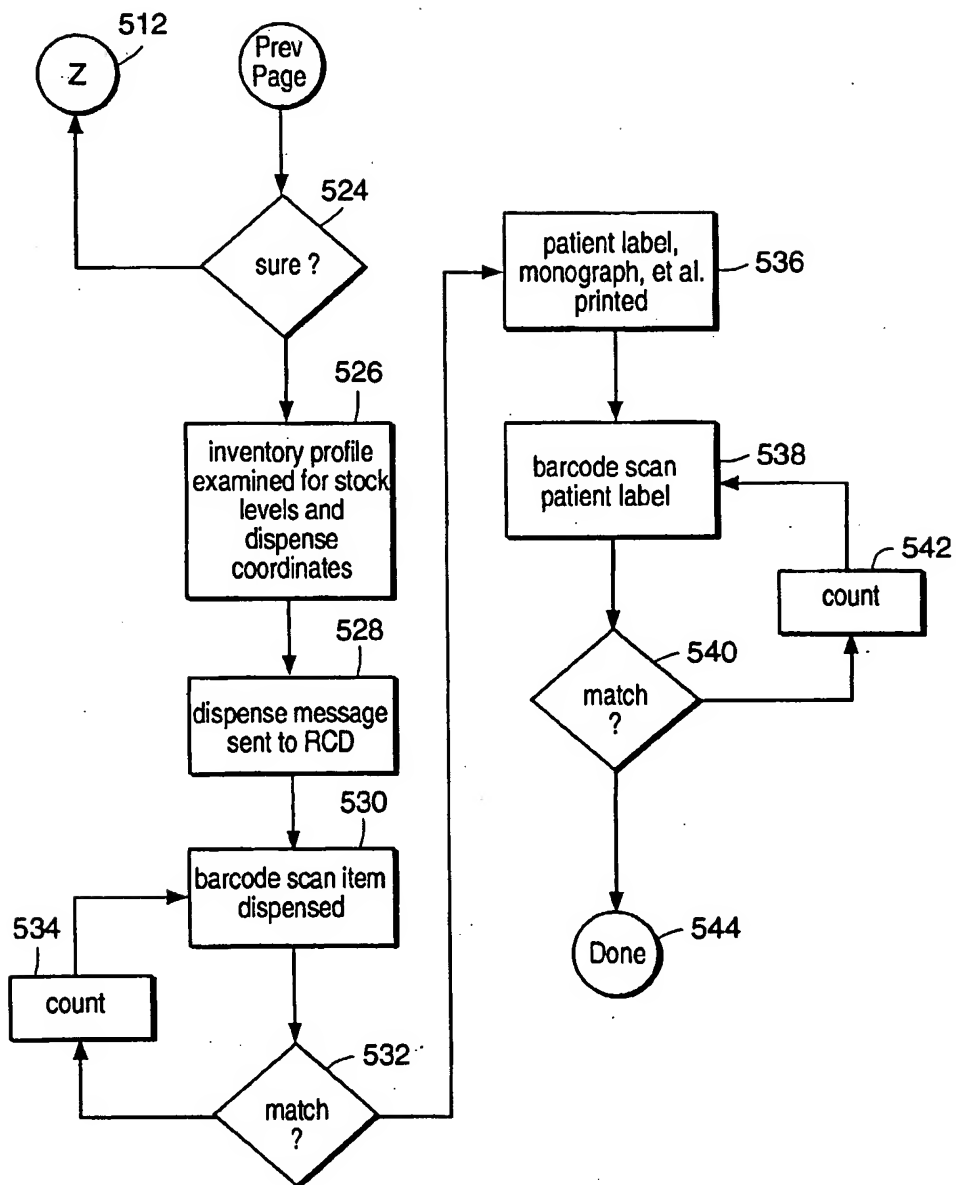 512
Z
Prev
Page
524
sure ?
526
inventory profile
examined for stock
levels and
dispense
coordinates
528
dispense message
sent to RCD
530
barcode scan item
dispensed
534
count
532
match
?
patient label,
monograph, et al.
printed
536
barcode scan
patient label
538
542
count
540
match
?
Done
544